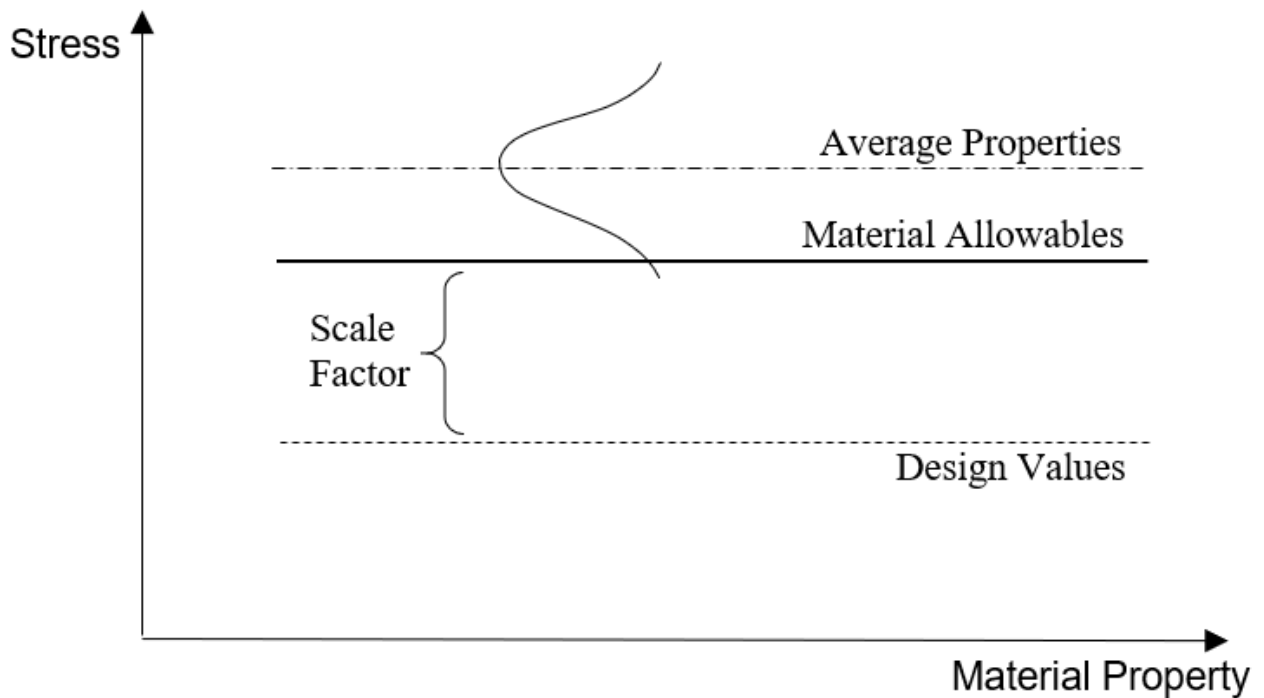 Stress
Average Properties
Material Allowables
Scale
Factor
Design Values
Material Property